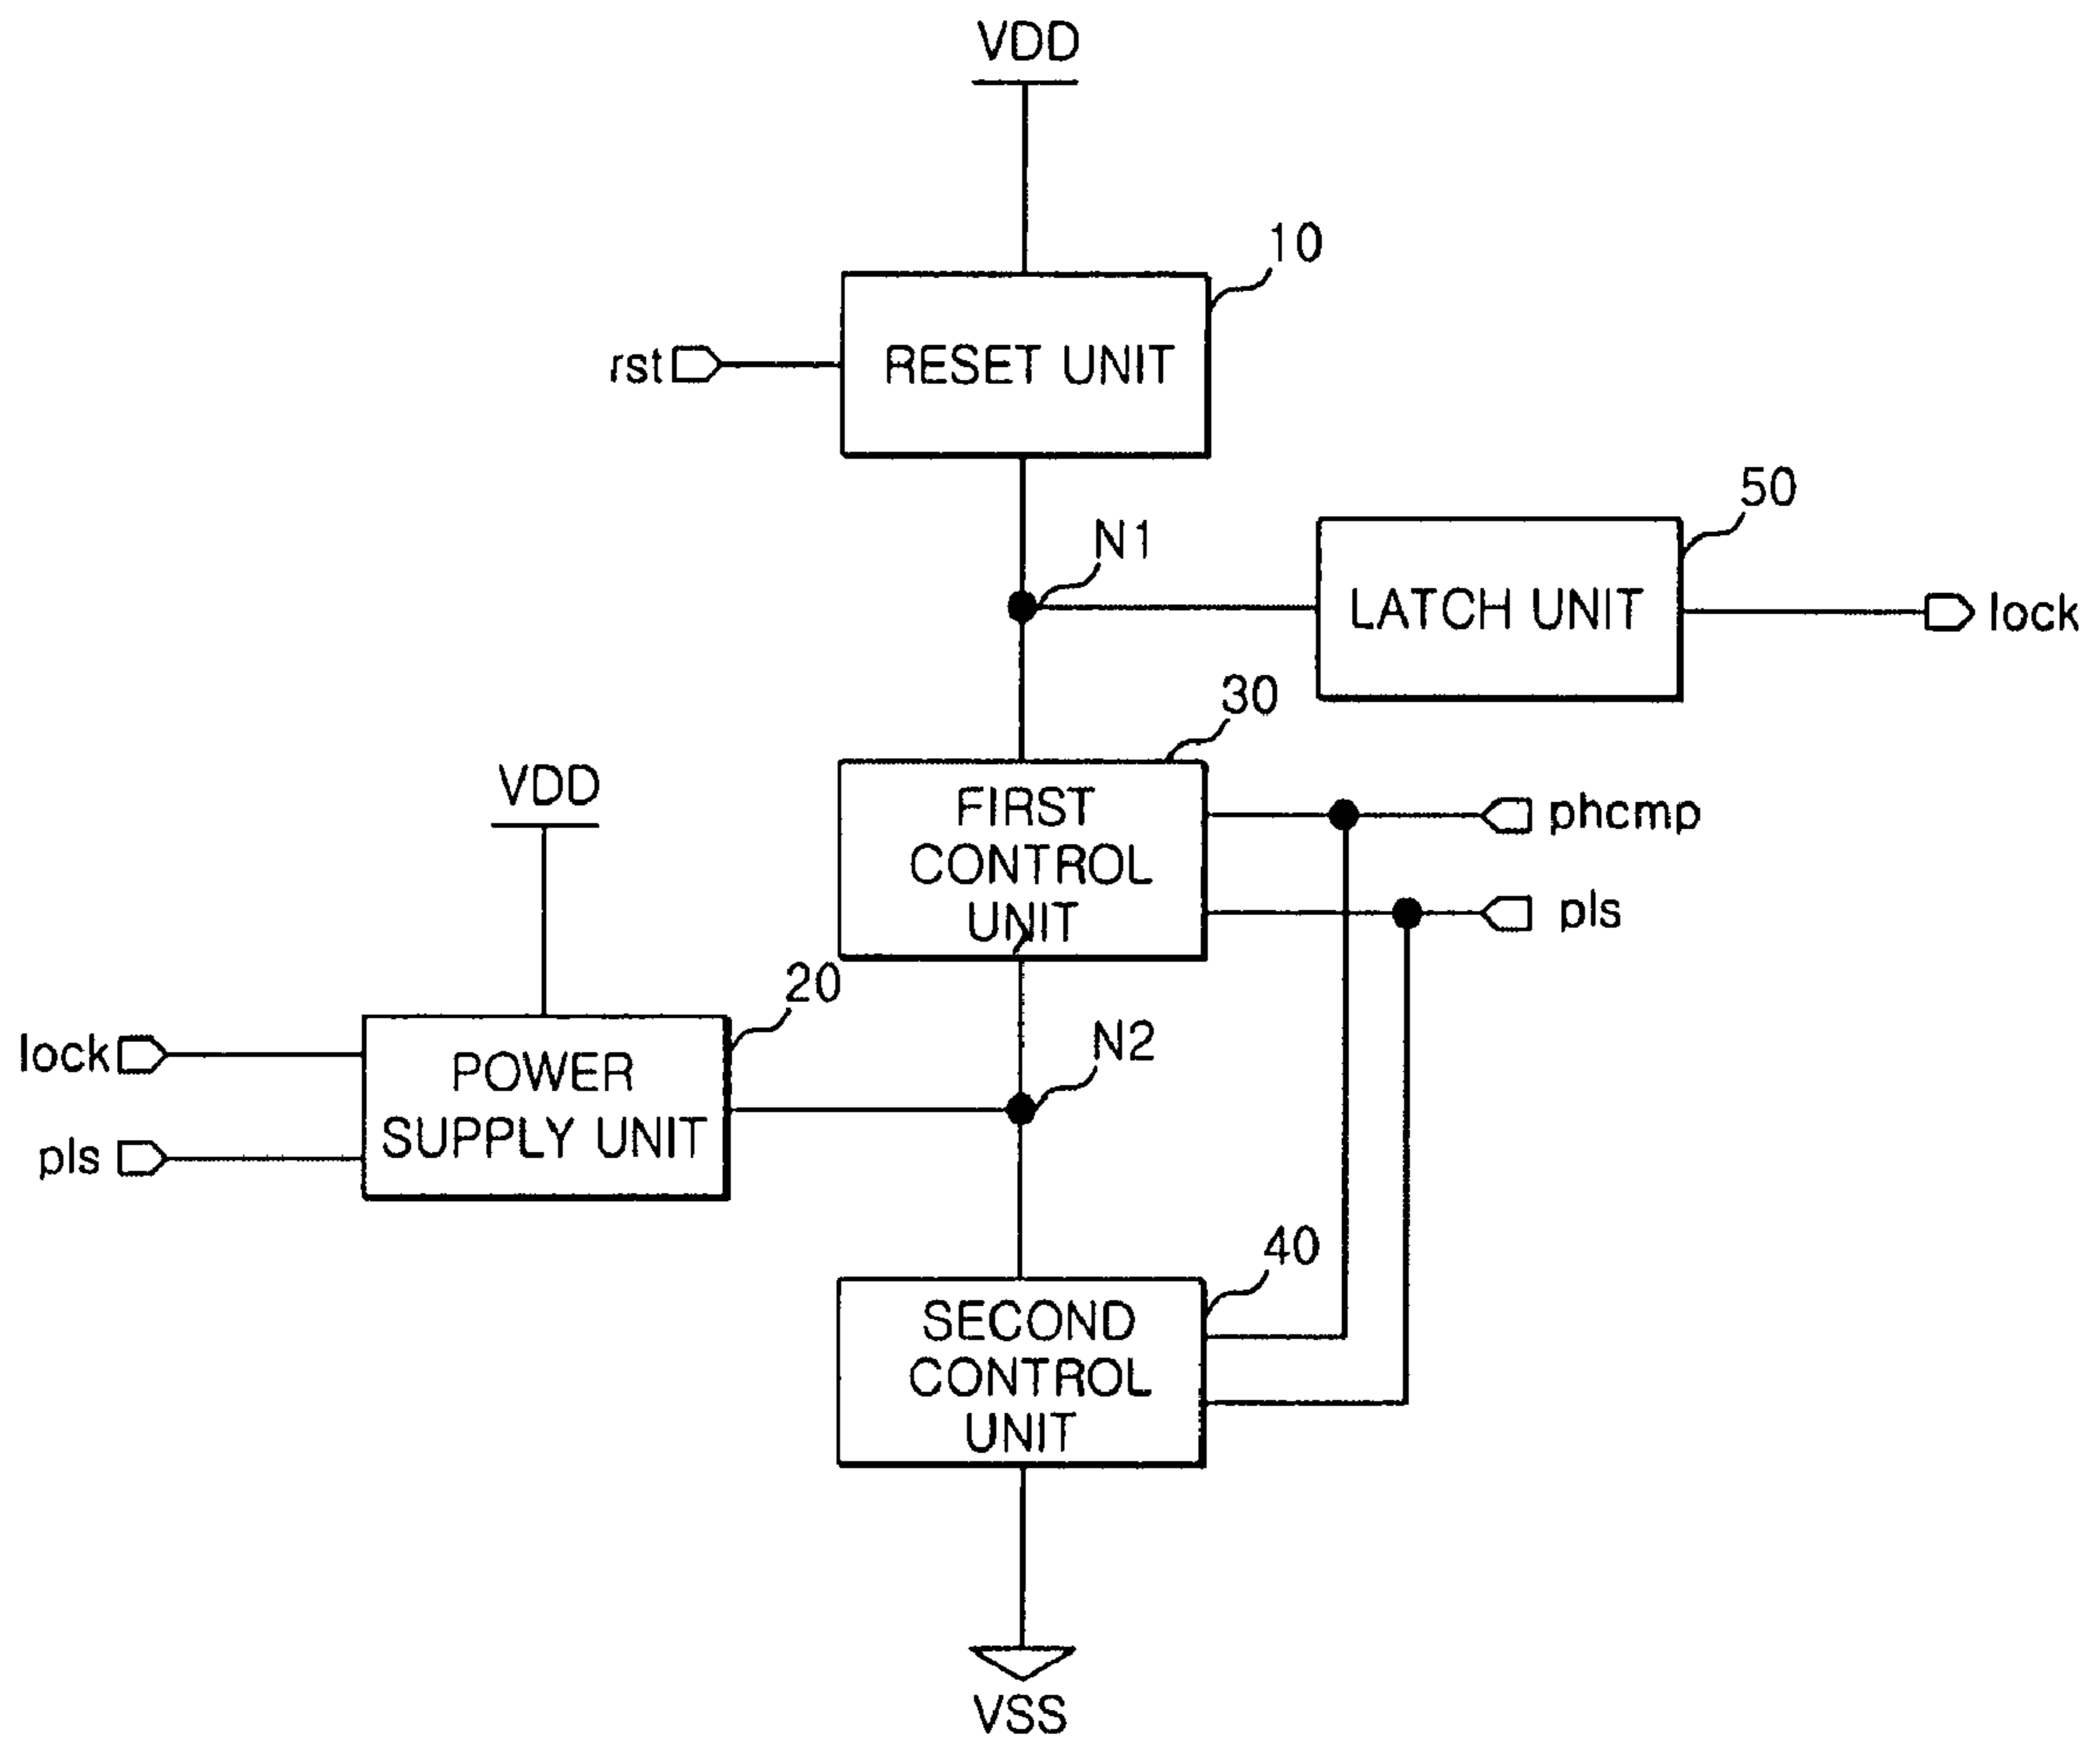 VDD
10
rst
RESET UNIT
50
N1
LATCH UNIT
lock
30
VDD
FIRST
CONTROL
UNIT
phcmp
pls
20
lock
POWER
SUPPLY UNIT
pls
N2
40
SECOND
CONTROL
UNIT
VSS